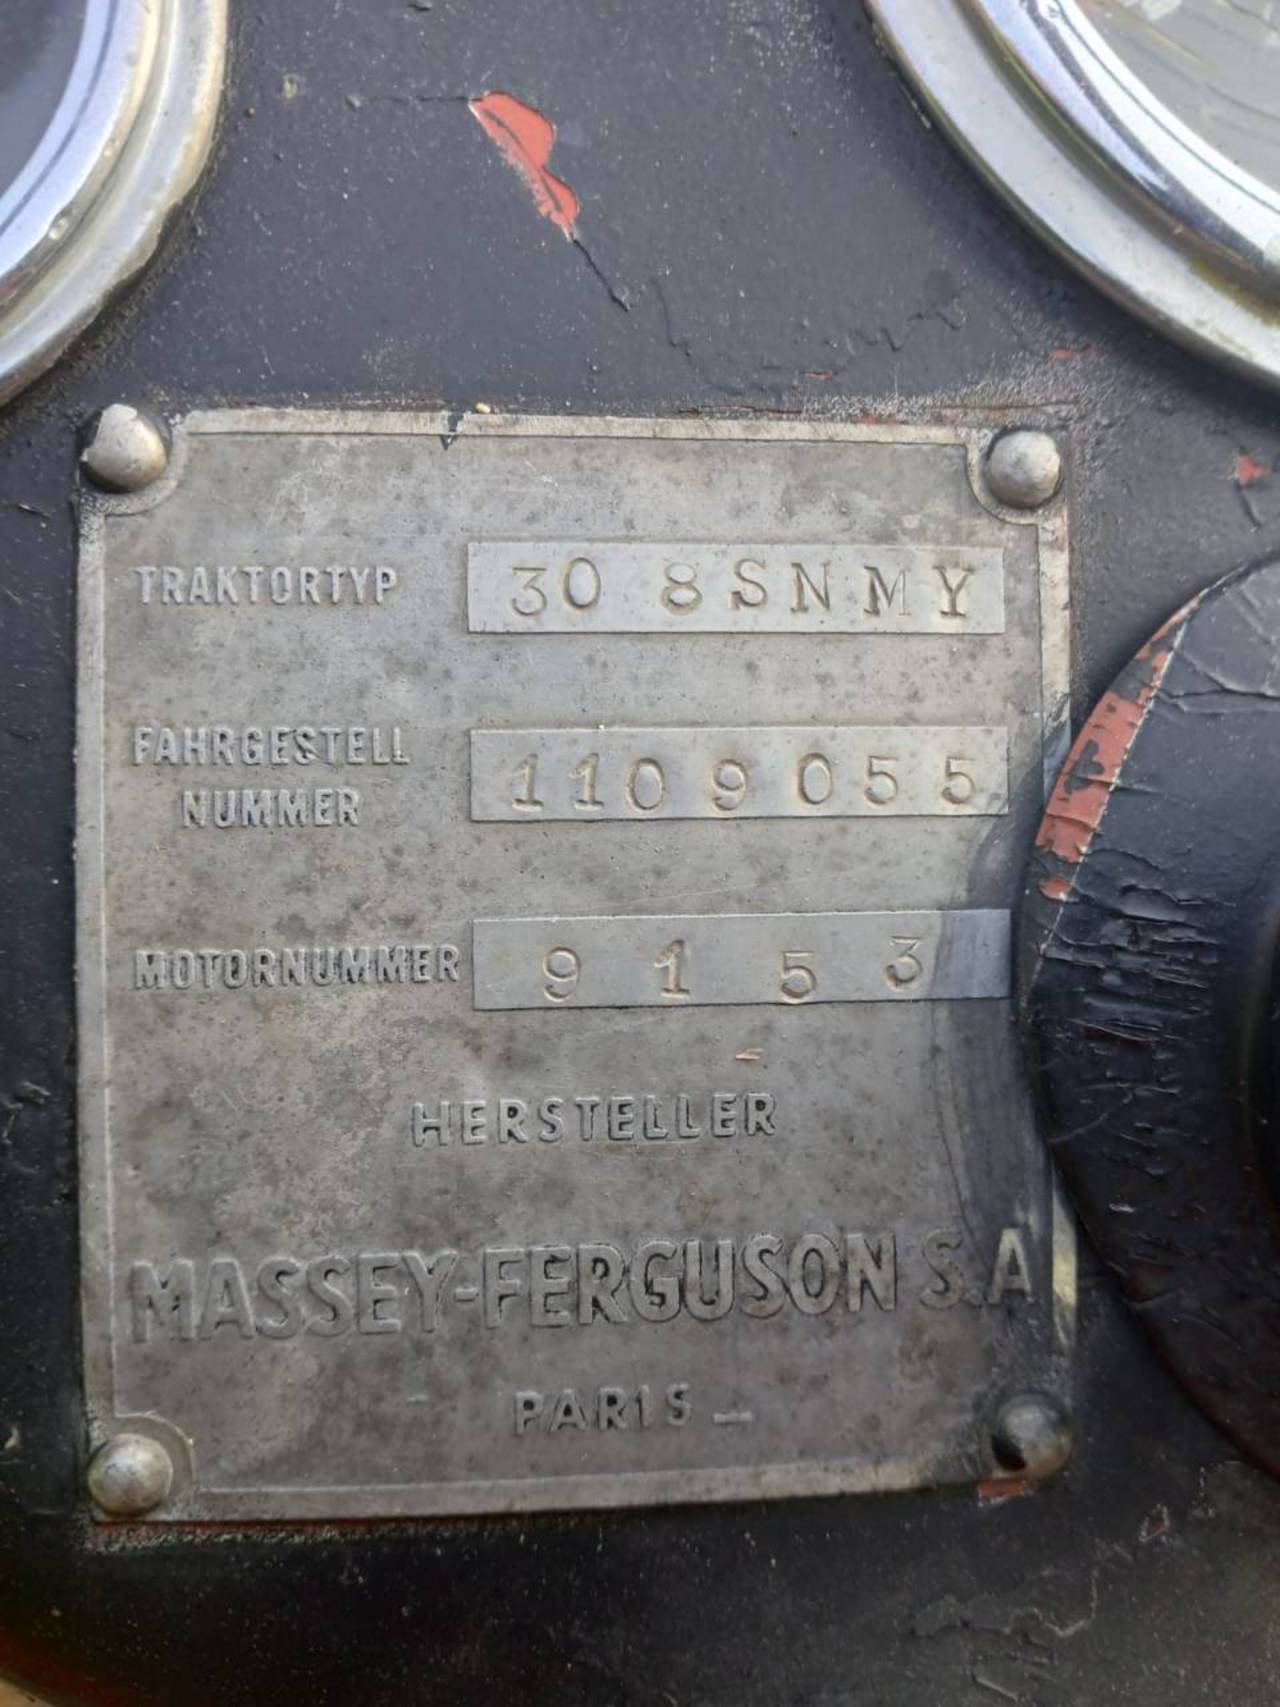 TRAKTORTYP 30 8SNMY
FAHRGESTELL
NUMMER 1109055
MOTORNUMMER 9153
HERSTELLER
MASSEY-FERGUSON S.A
PARIS —